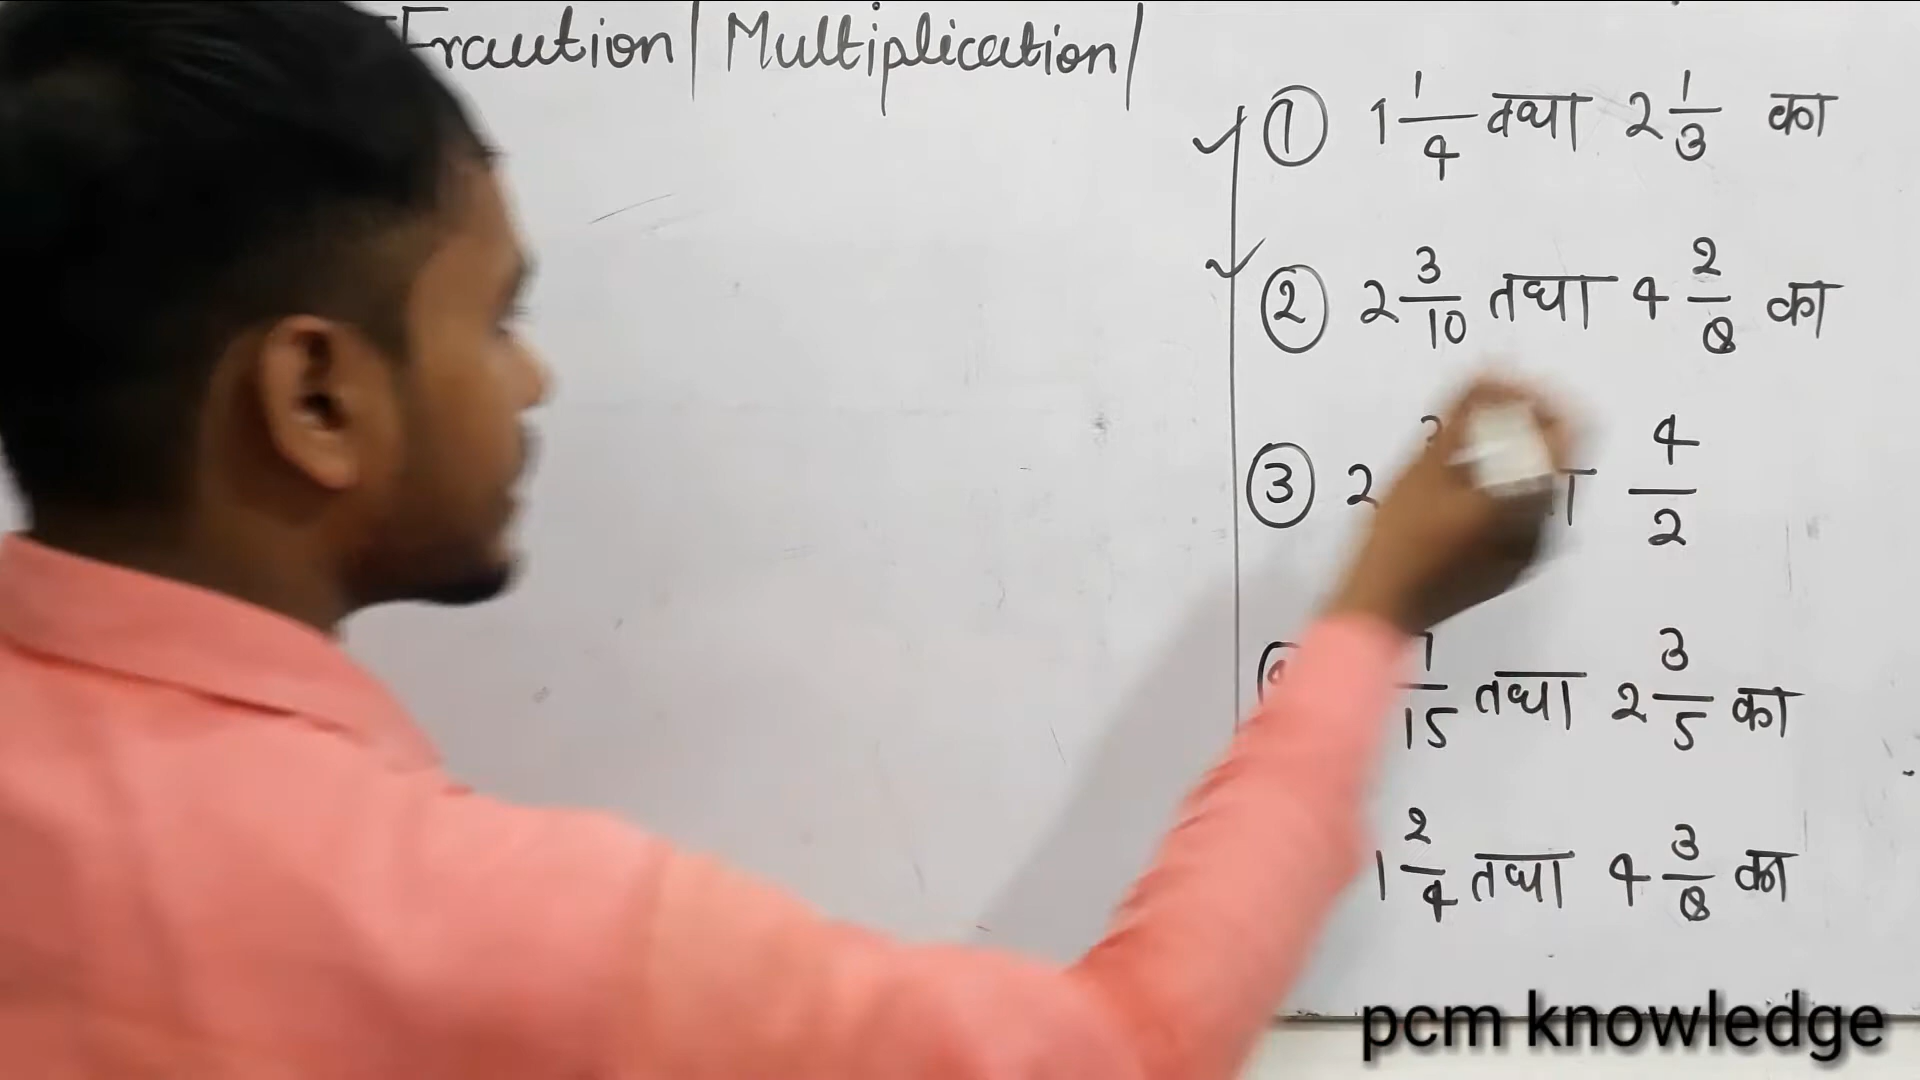 Fraction | Multiplication |
① 1 1/4 तथा 2 1/3 का
② 2 3/10 तथा 4 2/8 का
③ 2 4/2
1/15 तथा 2 3/5 का
1 2/4 तथा 4 3/8 का
pcm knowledge